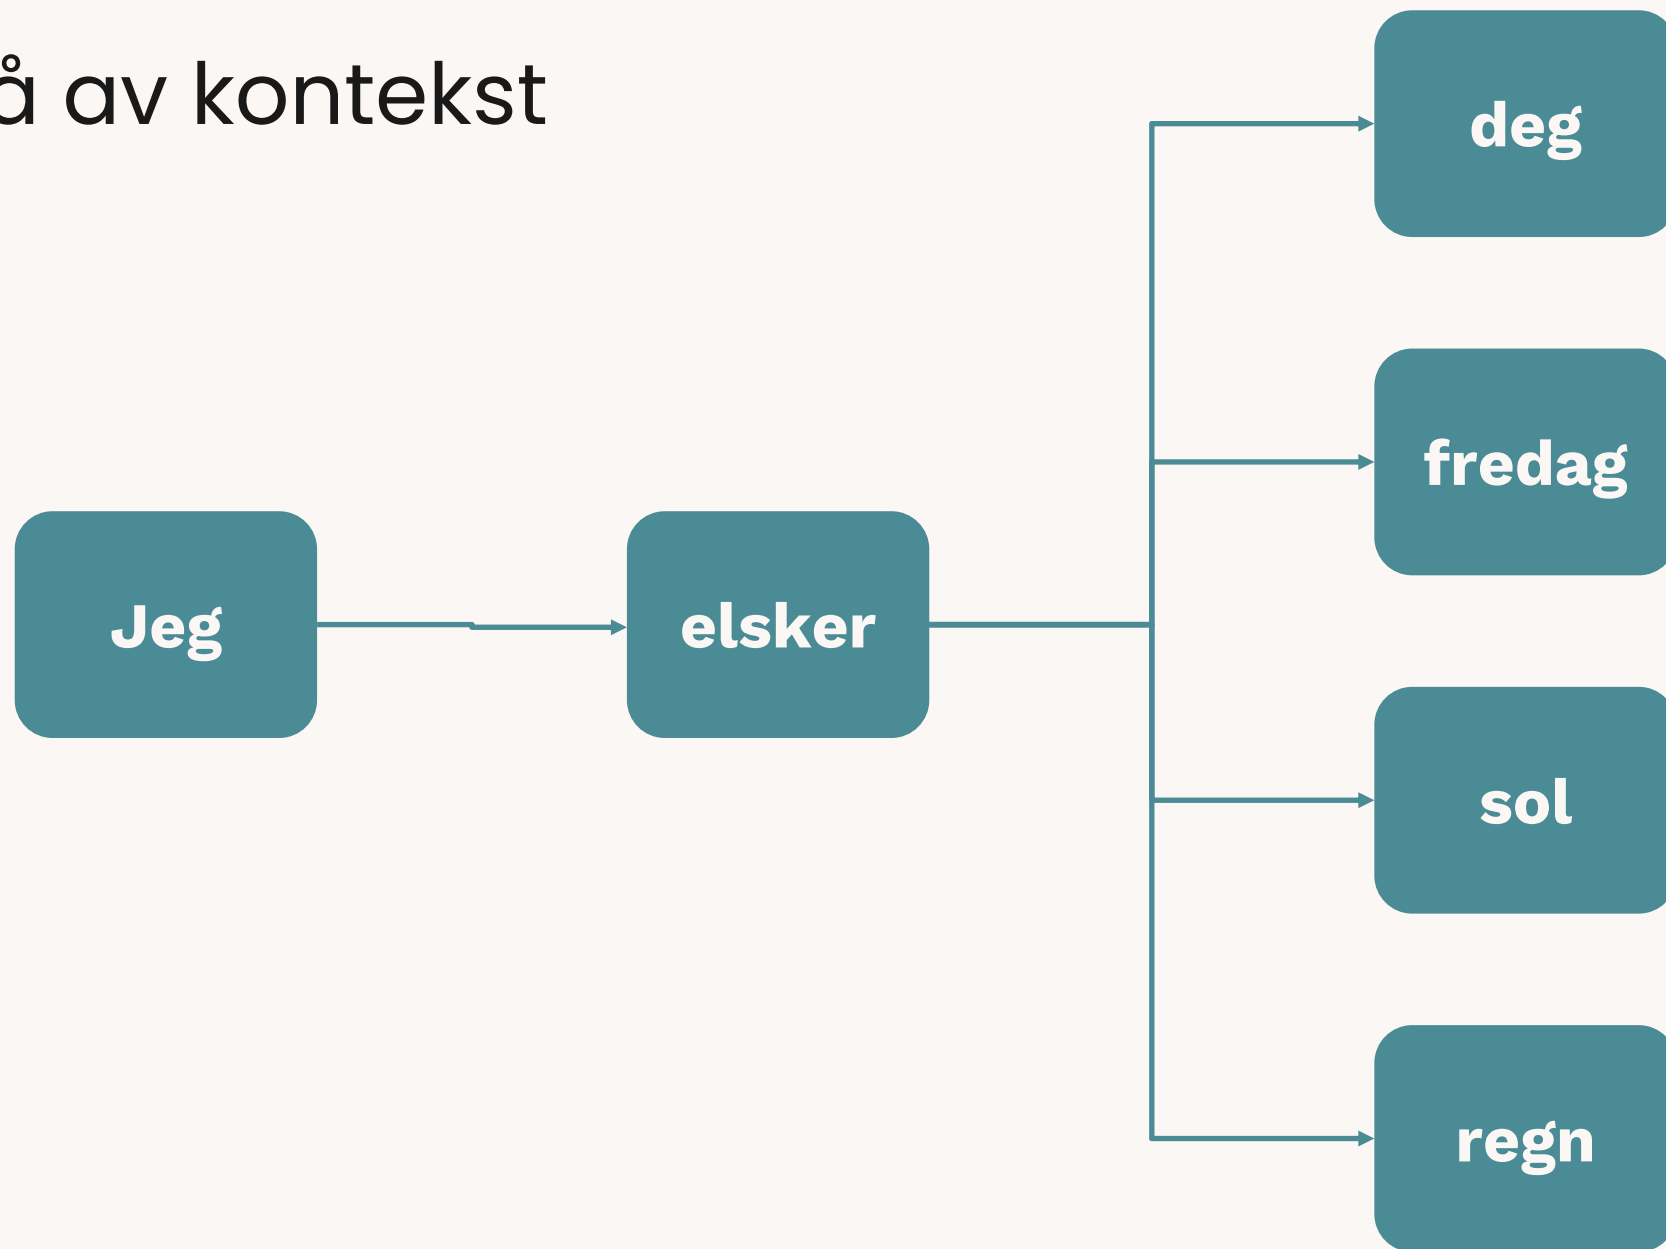 å av kontekst
Jeg
elsker
deg
fredag
sol
regn